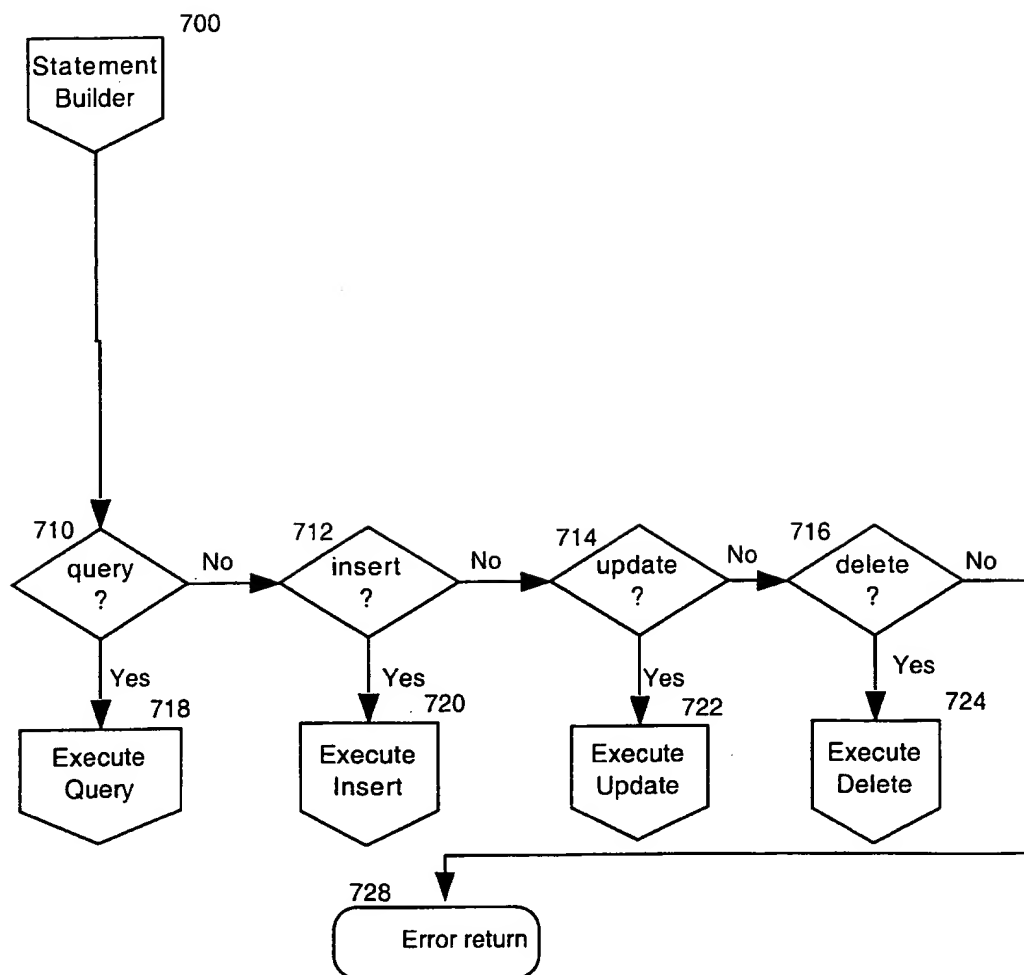 700
Statement
Builder
710
query
?
No
712
insert
?
No
714
update
?
No
716
delete
?
No
Yes
718
Execute
Query
Yes
720
Execute
Insert
Yes
722
Execute
Update
Yes
724
Execute
Delete
728
Error return